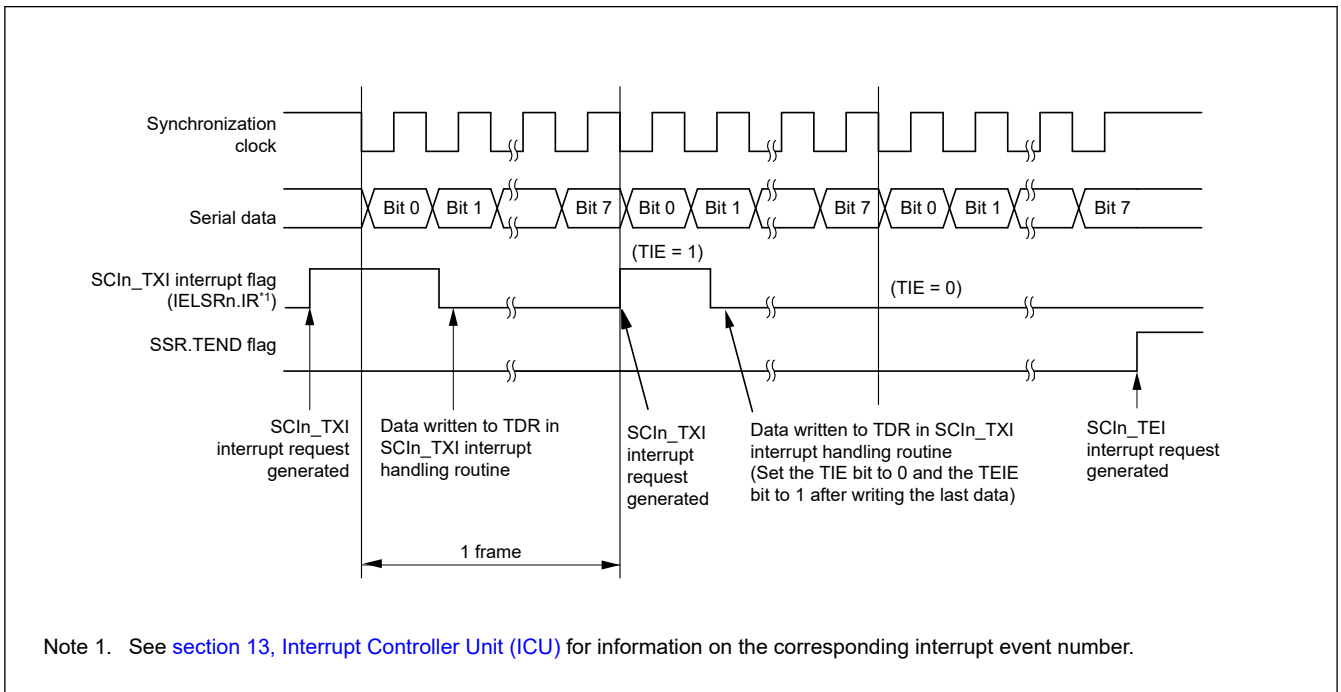 Synchronization
clock
Serial data
Bit 0 Bit 1 Bit 7 Bit 0 Bit 1 Bit 7 Bit 0 Bit 1 Bit 7
(TIE = 1)
SCIn_TXI interrupt flag
(IELSRn.IR*1)
(TIE = 0)
SSR.TEND flag
SCIn_TXI
interrupt request
generated
Data written to TDR in
SCIn_TXI interrupt
handling routine
SCIn_TXI
interrupt
request
generated
Data written to TDR in SCIn_TXI
interrupt handling routine
(Set the TIE bit to 0 and the TEIE
bit to 1 after writing the last data)
SCIn_TEI
interrupt request
generated
1 frame
Note 1. See section 13, Interrupt Controller Unit (ICU) for information on the corresponding interrupt event number.